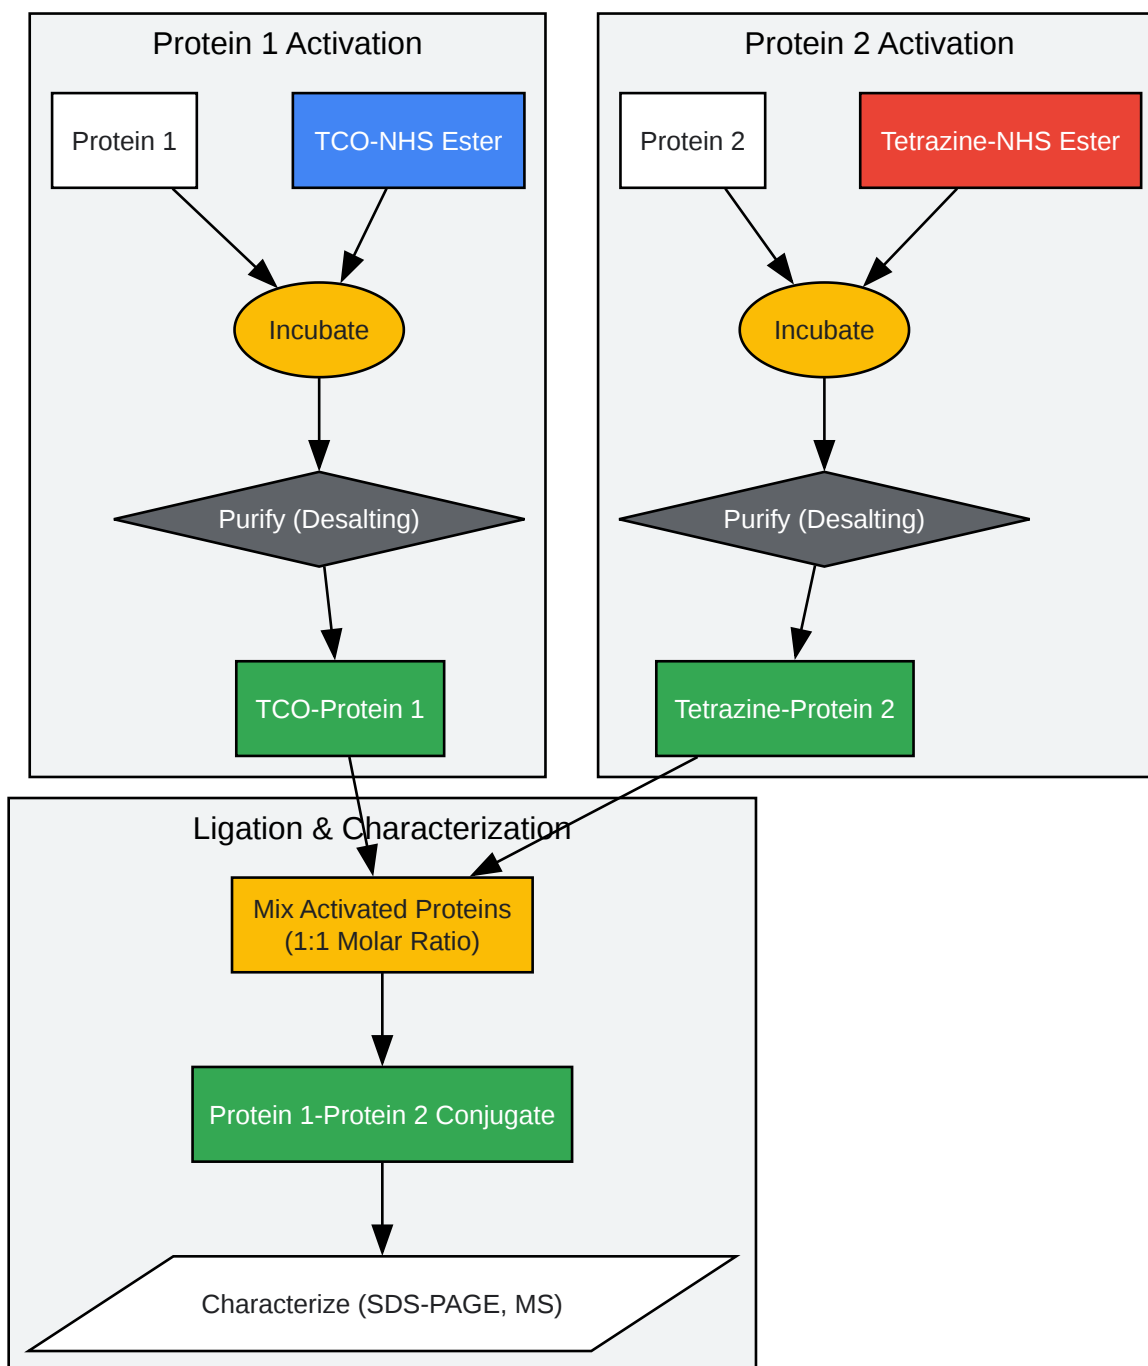 Protein 1 Activation
Protein 1
TCO-NHS Ester
Incubate
Purify (Desalting)
TCO-Protein 1
Protein 2 Activation
Protein 2
Tetrazine-NHS Ester
Incubate
Purify (Desalting)
Tetrazine-Protein 2
Ligation & Characterization
Mix Activated Proteins
(1:1 Molar Ratio)
Protein 1-Protein 2 Conjugate
Characterize (SDS-PAGE, MS)